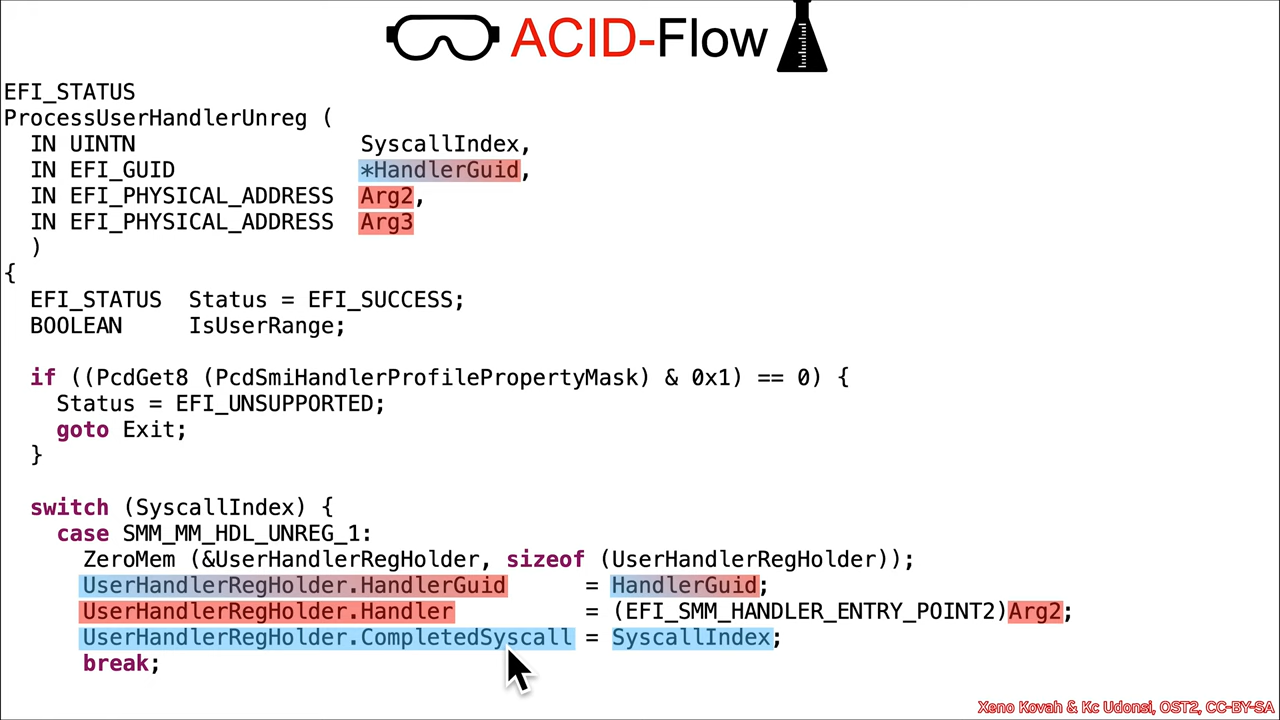 ACID-Flow
EFI_STATUS
ProcessUserHandlerUnreg (
  IN UINTN                 SyscallIndex,
  IN EFI_GUID              *HandlerGuid,
  IN EFI_PHYSICAL_ADDRESS  Arg2,
  IN EFI_PHYSICAL_ADDRESS  Arg3
  )
{
  EFI_STATUS  Status = EFI_SUCCESS;
  BOOLEAN     IsUserRange;
  if ((PcdGet8 (PcdSmiHandlerProfilePropertyMask) & 0x1) == 0) {
    Status = EFI_UNSUPPORTED;
    goto Exit;
  }
  switch (SyscallIndex) {
    case SMM_MM_HDL_UNREG_1:
      ZeroMem (&UserHandlerRegHolder, sizeof (UserHandlerRegHolder));
      UserHandlerRegHolder.HandlerGuid      = HandlerGuid;
      UserHandlerRegHolder.Handler          = (EFI_SMM_HANDLER_ENTRY_POINT2)Arg2;
      UserHandlerRegHolder.CompletedSyscall = SyscallIndex;
      break;
Xeno Kovah & Kc Udonsi, OST2, CC-BY-SA